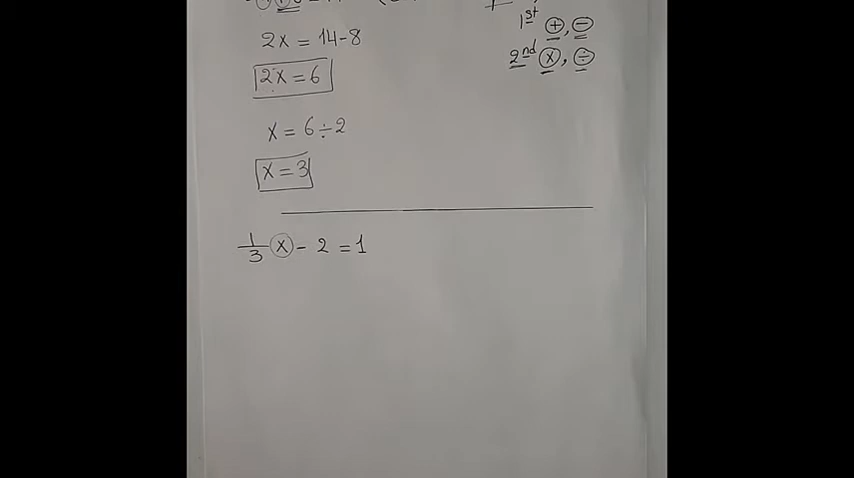 1st +, -
2x = 14-8
2nd x, ÷
2x = 6
x = 6÷2
x = 3
1/3 x - 2 = 1